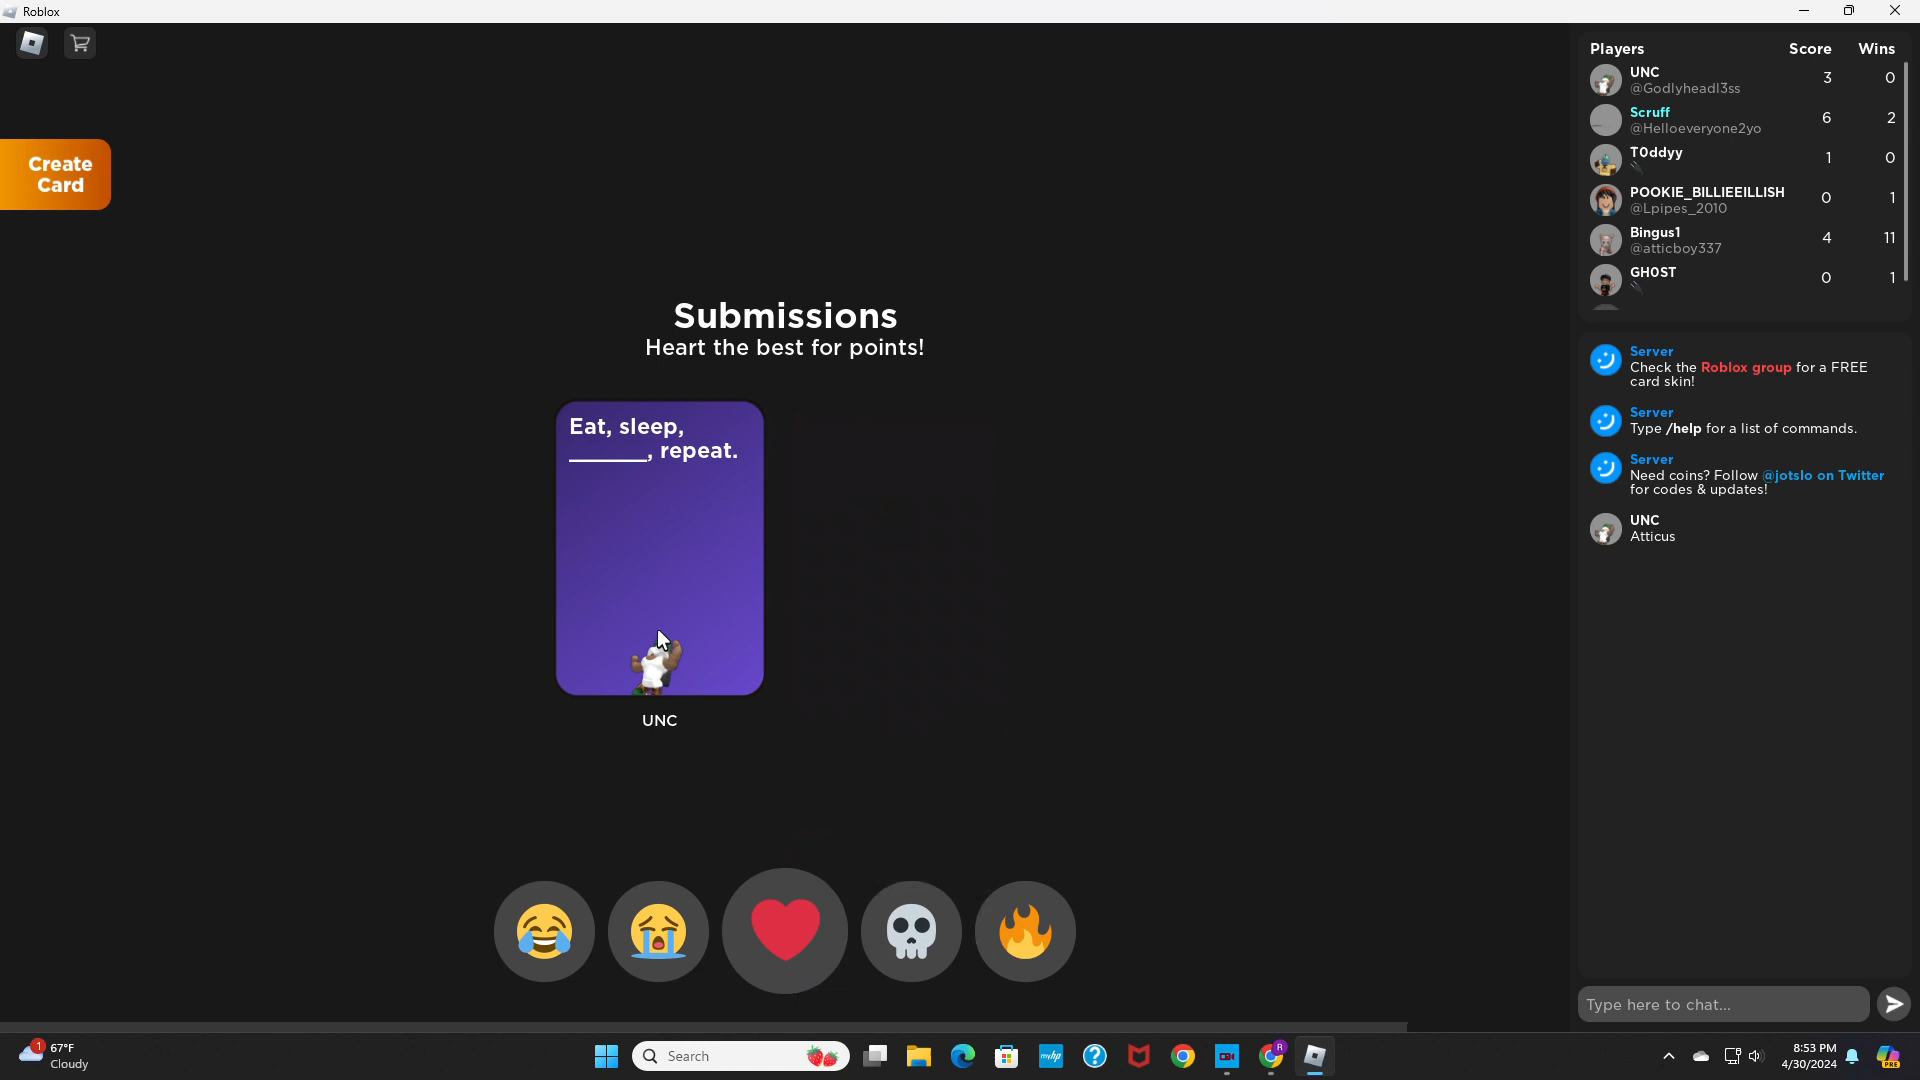 Roblox
Create
Card
Submissions
Heart the best for points!
Eat, sleep,
_______, repeat.
UNC
Players Score Wins
UNC 3 0
@Godlyheadl3ss
Scruff 6 2
@Helloeveryone2yo
T0ddyy 1 0
POOKIE_BILLIEEILLISH 0 1
@Lpipes_2010
Bingus1 4 11
@atticboy337
GH0ST 0 1
Server
Check the Roblox group for a FREE
card skin!
Server
Type /help for a list of commands.
Server
Need coins? Follow @jotslo on Twitter
for codes & updates!
UNC
Atticus
Type here to chat...
1
67°F
Cloudy
Search
myhp
R
8:53 PM
4/30/2024
PRE